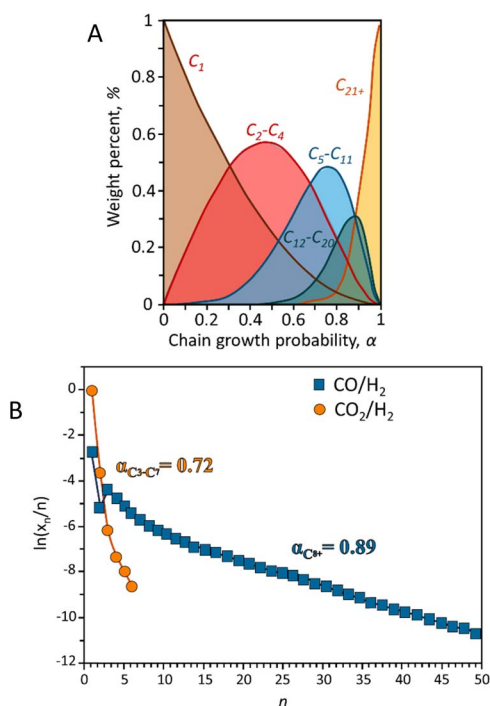 A
Weight percent, %
1
0.8
0.6
0.4
0.2
0
C₁
C₂-C₄
C₅-C₁₁
C₁₂-C₂₀
C₂₁₊
0 0.2 0.4 0.6 0.8 1
Chain growth probability, α
B
ln(xₙ/n)
0
-2
-4
-6
-8
-10
-12
CO/H₂
CO₂/H₂
α_C³-C⁷= 0.72
α_C⁸⁺= 0.89
0 5 10 15 20 25 30 35 40 45 50
n